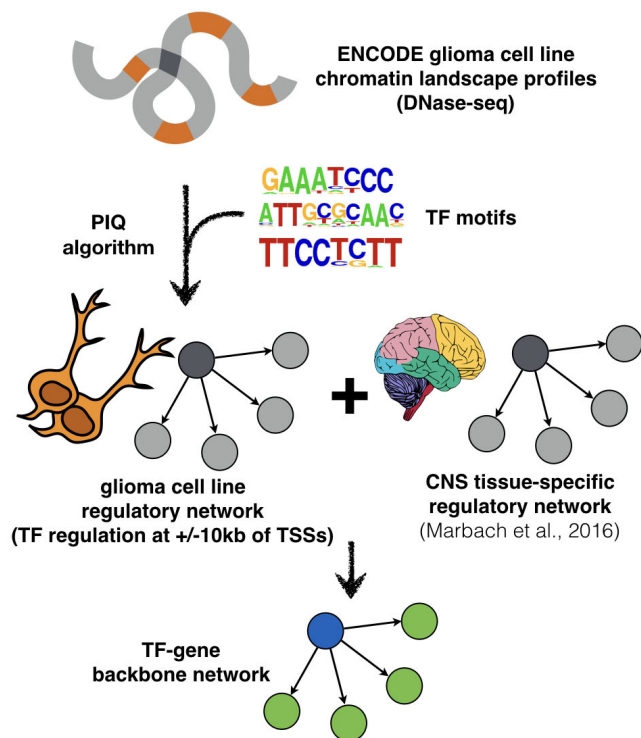 ENCODE glioma cell line
chromatin landscape profiles
(DNase-seq)
PIQ
algorithm
GAAATCCC
ATTGCGCAAC
TTCCTCTT
TF motifs
+
glioma cell line
regulatory network
(TF regulation at +/-10kb of TSSs)
CNS tissue-specific
regulatory network
(Marbach et al., 2016)
TF-gene
backbone network